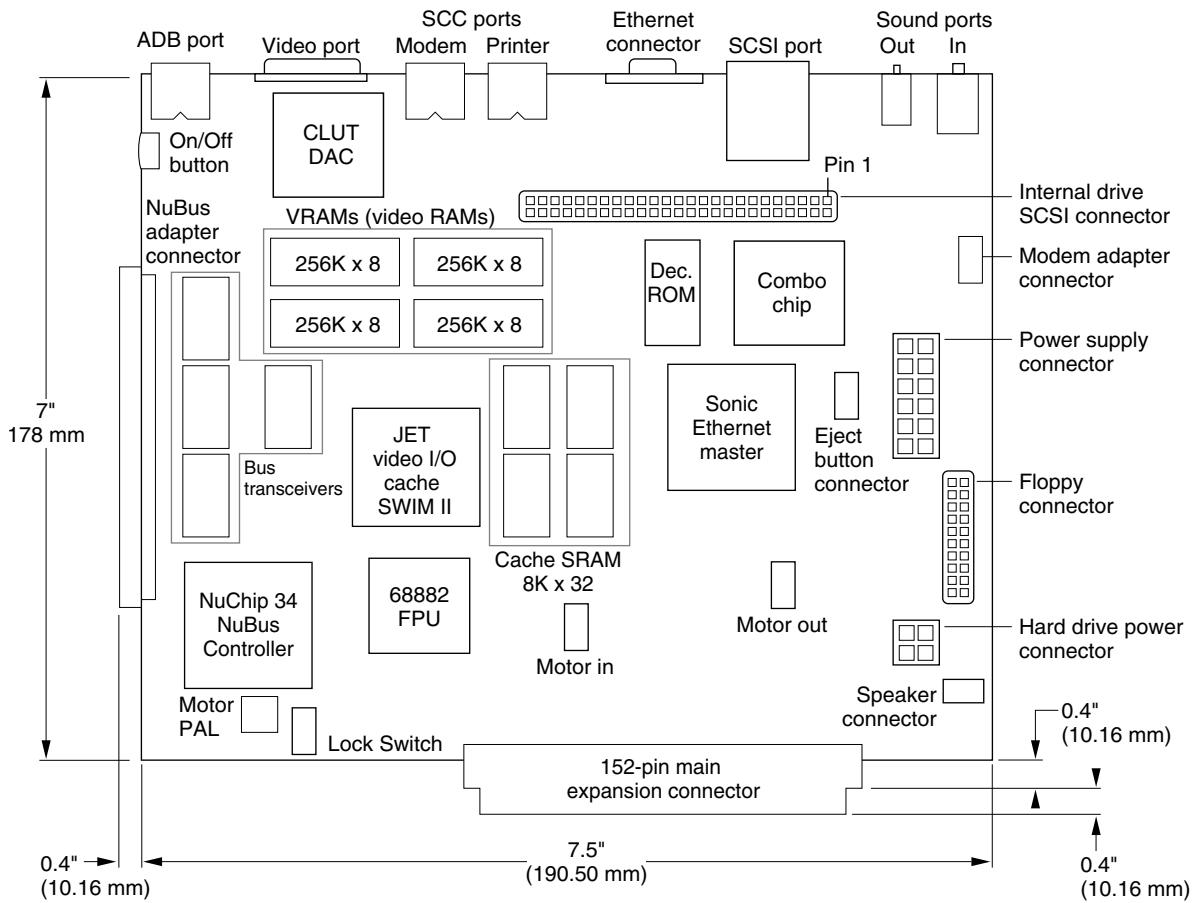 ADB port
Video port
SCC ports
Modem
Printer
Ethernet
connector
SCSI port
Sound ports
Out
In
On/Off
button
CLUT
DAC
Pin 1
Internal drive
SCSI connector
NuBus
adapter
connector
VRAMs (video RAMs)
256K x 8
256K x 8
256K x 8
256K x 8
Dec.
ROM
Combo
chip
Modem adapter
connector
Power supply
connector
7"
178 mm
Bus
transceivers
JET
video I/O
cache
SWIM II
Sonic
Ethernet
master
Eject
button
connector
Floppy
connector
Cache SRAM
8K x 32
NuChip 34
NuBus
Controller
68882
FPU
Motor in
Motor out
Hard drive power
connector
Motor
PAL
Lock Switch
Speaker
connector
0.4"
(10.16 mm)
152-pin main
expansion connector
0.4"
(10.16 mm)
7.5"
(190.50 mm)
0.4"
(10.16 mm)